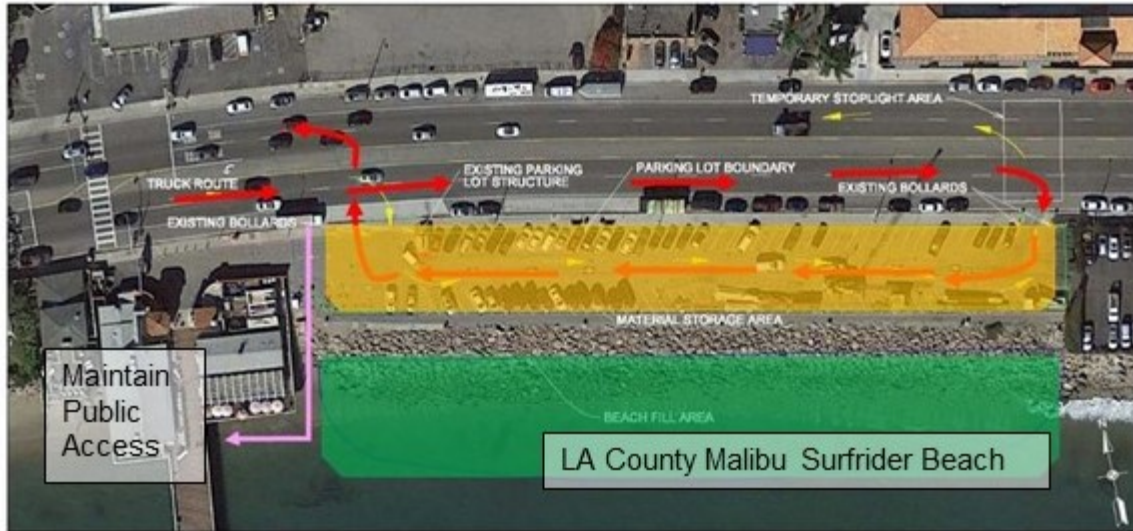 TEMPORARY STOPLIGHT AREA
EXISTING PARKING
LOT STRUCTURE
PARKING LOT BOUNDARY
EXISTING BOLLARDS
TRUCK ROUTE
EXISTING BOLLARDS
MATERIAL STORAGE AREA
Maintain
Public
Access
BEACH FILL AREA
LA County Malibu Surfrider Beach